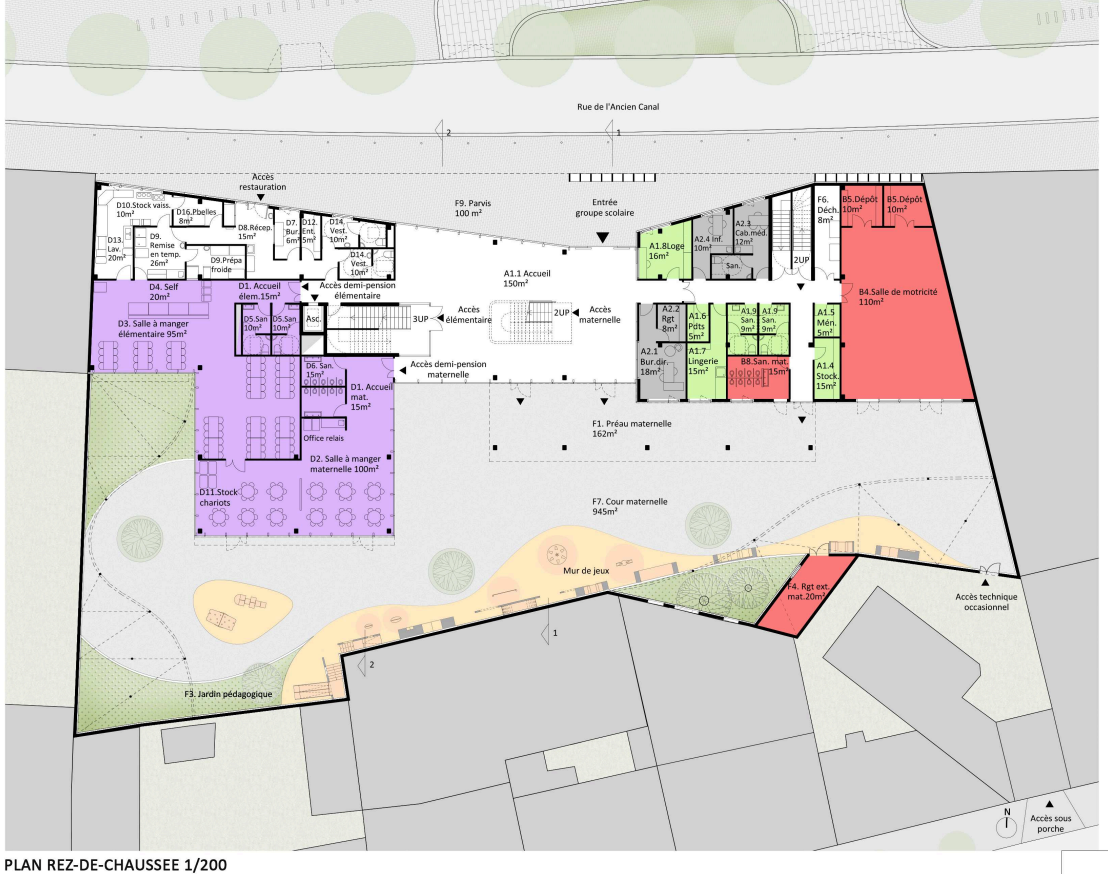 Rue de l'Ancien Canal
2
1
Accès
restauration
F9. Parvis
100 m²
Entrée
groupe scolaire
D10.Stock vaiss.
10m²
D16.Pbelles
8m²
D8.Récep.
15m²
D7.
Bur.
6m²
D12.
Ent.
5m²
D14.
Vest.
10m²
D13.
Lav.
20m²
D9.
Remise
en temp.
26m²
D9.Prépa
froide
D14.
Vest.
10m²
A1.1 Accueil
150m²
A1.8Loge
16m²
A2.4 Inf.
10m²
A2.3
Cab.méd.
12m²
San.
2UP
F6.
Déch.
8m²
B5.Dépôt
10m²
B5.Dépôt
10m²
B4.Salle de motricité
110m²
D4. Self
20m²
D1. Accueil
élem.15m²
Accès demi-pension
élémentaire
D3. Salle à manger
élémentaire 95m²
D5.San
10m²
D5.San
10m²
Asc.
3UP
Accès
élémentaire
2UP
Accès
maternelle
A2.2
Rgt
8m²
A1.6
Pdts
5m²
A1.9
San.
9m²
A1.9
San.
9m²
A1.5
Mén.
5m²
A2.1
Bur.dir.
18m²
A1.7
Lingerie
15m²
B8.San. mat.
15m²
A1.4
Stock.
15m²
D6. San.
15m²
D1. Accueil
mat.
15m²
Accès demi-pension
maternelle
Office relais
F1. Préau maternelle
162m²
D2. Salle à manger
maternelle 100m²
D11.Stock
chariots
F7. Cour maternelle
945m²
Mur de jeux
F4. Rgt ext.
mat.20m²
Accès technique
occasionnel
1
2
F3. Jardin pédagogique
N
Accès sous
porche
PLAN REZ-DE-CHAUSSEE 1/200